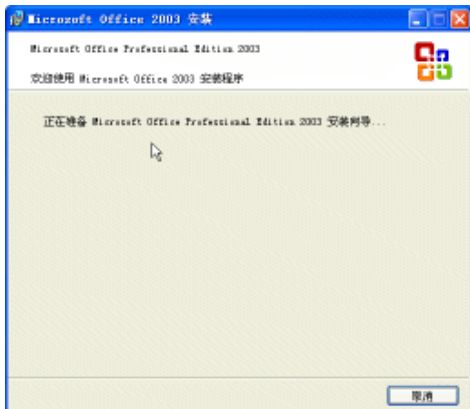 Microsoft Office 2003 安装
Microsoft Office Professional Edition 2003
欢迎使用 Microsoft Office 2003 安装程序
正在准备 Microsoft Office Professional Edition 2003 安装向导...
取消